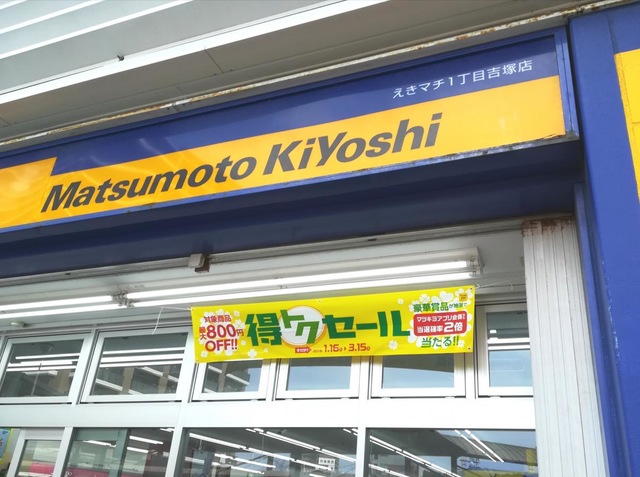 えきマチ1丁目吉塚店
Matsumoto KiYoshi
対象商品
最大800円
OFF!!
得トクセール
1.16 3.15
豪華賞品が抽選で
マツキヨアプリ会員で
当選確率2倍
当たる!!